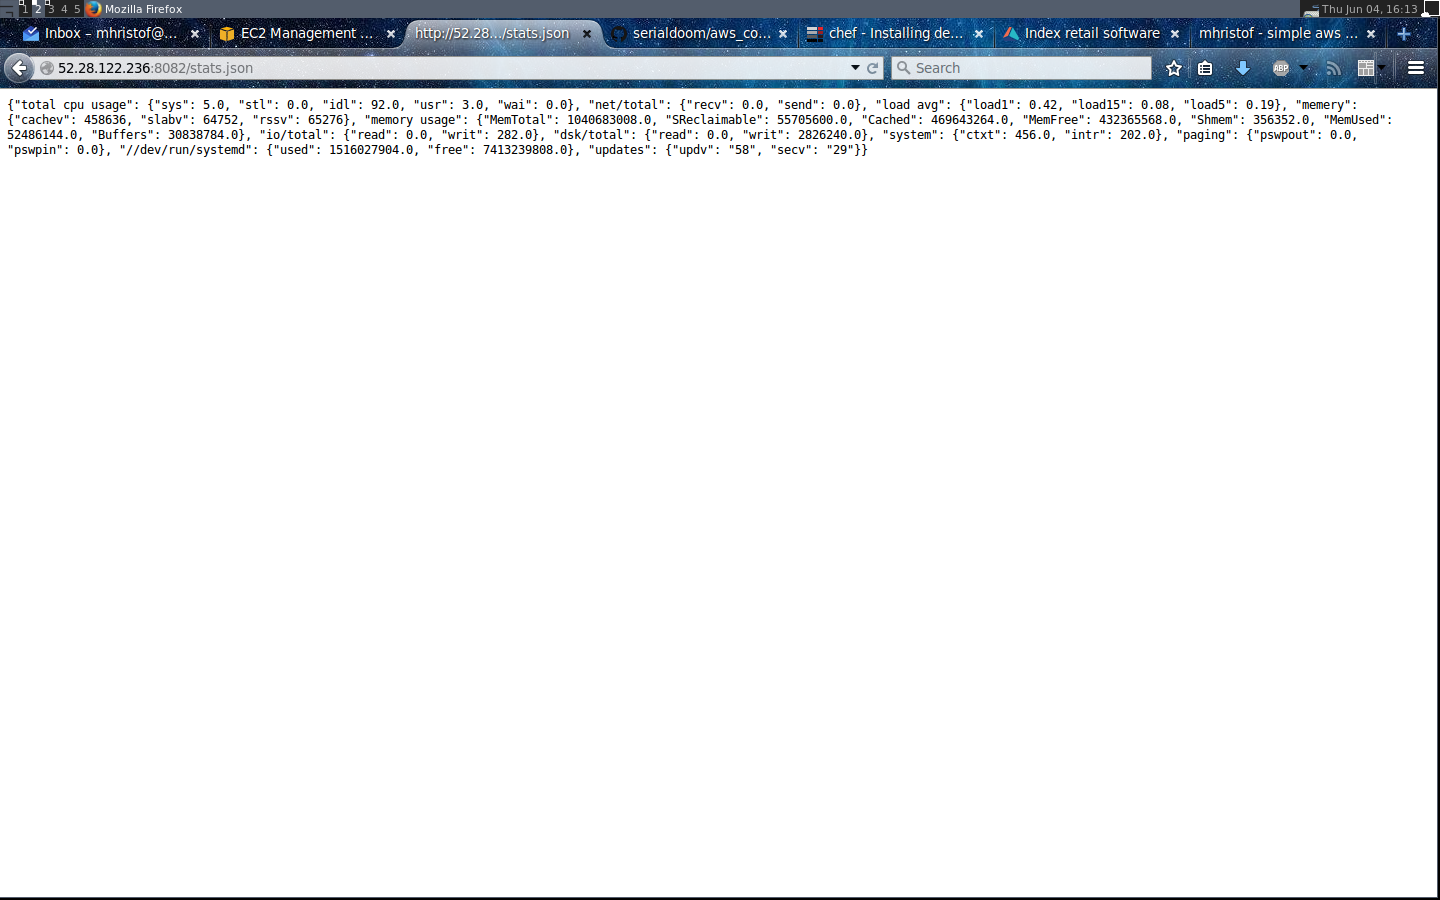 1 2 3 4 5 Mozilla Firefox Thu Jun 04, 16:13
Inbox – mhristof@... EC2 Management ... http://52.28.../stats.json serialdoom/aws_co... chef - Installing de... Index retail software mhristof - simple aws ...
52.28.122.236:8082/stats.json Search ABP
{"total cpu usage": {"sys": 5.0, "stl": 0.0, "idl": 92.0, "usr": 3.0, "wai": 0.0}, "net/total": {"recv": 0.0, "send": 0.0}, "load avg": {"load1": 0.42, "load15": 0.08, "load5": 0.19}, "memery":
{"cachev": 458636, "slabv": 64752, "rssv": 65276}, "memory usage": {"MemTotal": 1040683008.0, "SReclaimable": 55705600.0, "Cached": 469643264.0, "MemFree": 432365568.0, "Shmem": 356352.0, "MemUsed":
52486144.0, "Buffers": 30838784.0}, "io/total": {"read": 0.0, "writ": 282.0}, "dsk/total": {"read": 0.0, "writ": 2826240.0}, "system": {"ctxt": 456.0, "intr": 202.0}, "paging": {"pswpout": 0.0,
"pswpin": 0.0}, "//dev/run/systemd": {"used": 1516027904.0, "free": 7413239808.0}, "updates": {"updv": "58", "secv": "29"}}